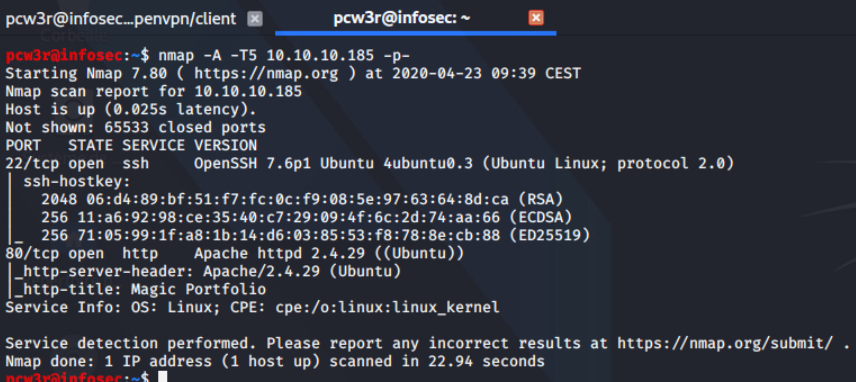 pcw3r@infosec...penvpn/client
pcw3r@infosec: ~
pcw3r@infosec:~$ nmap -A -T5 10.10.10.185 -p-
Starting Nmap 7.80 ( https://nmap.org ) at 2020-04-23 09:39 CEST
Nmap scan report for 10.10.10.185
Host is up (0.025s latency).
Not shown: 65533 closed ports
PORT   STATE SERVICE VERSION
22/tcp open  ssh     OpenSSH 7.6p1 Ubuntu 4ubuntu0.3 (Ubuntu Linux; protocol 2.0)
| ssh-hostkey:
|   2048 06:d4:89:bf:51:f7:fc:0c:f9:08:5e:97:63:64:8d:ca (RSA)
|   256 11:a6:92:98:ce:35:40:c7:29:09:4f:6c:2d:74:aa:66 (ECDSA)
|_  256 71:05:99:1f:a8:1b:14:d6:03:85:53:f8:78:8e:cb:88 (ED25519)
80/tcp open  http    Apache httpd 2.4.29 ((Ubuntu))
|_http-server-header: Apache/2.4.29 (Ubuntu)
|_http-title: Magic Portfolio
Service Info: OS: Linux; CPE: cpe:/o:linux:linux_kernel
Service detection performed. Please report any incorrect results at https://nmap.org/submit/ .
Nmap done: 1 IP address (1 host up) scanned in 22.94 seconds
pcw3r@infosec:~$